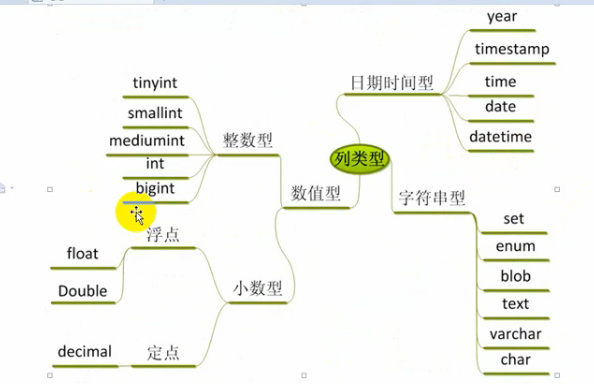 列类型
数值型
整数型
tinyint
smallint
mediumint
int
bigint
小数型
浮点
float
Double
定点
decimal
日期时间型
year
timestamp
time
date
datetime
字符串型
set
enum
blob
text
varchar
char